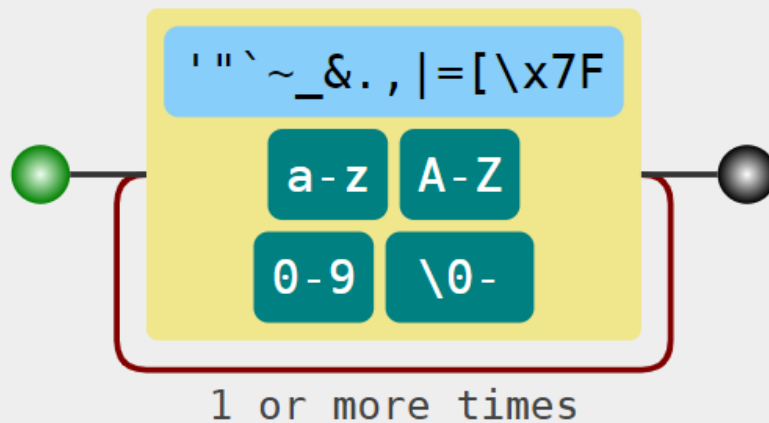 '"`~_&.,|=[\x7F
a-z A-Z
0-9 \0-
1 or more times